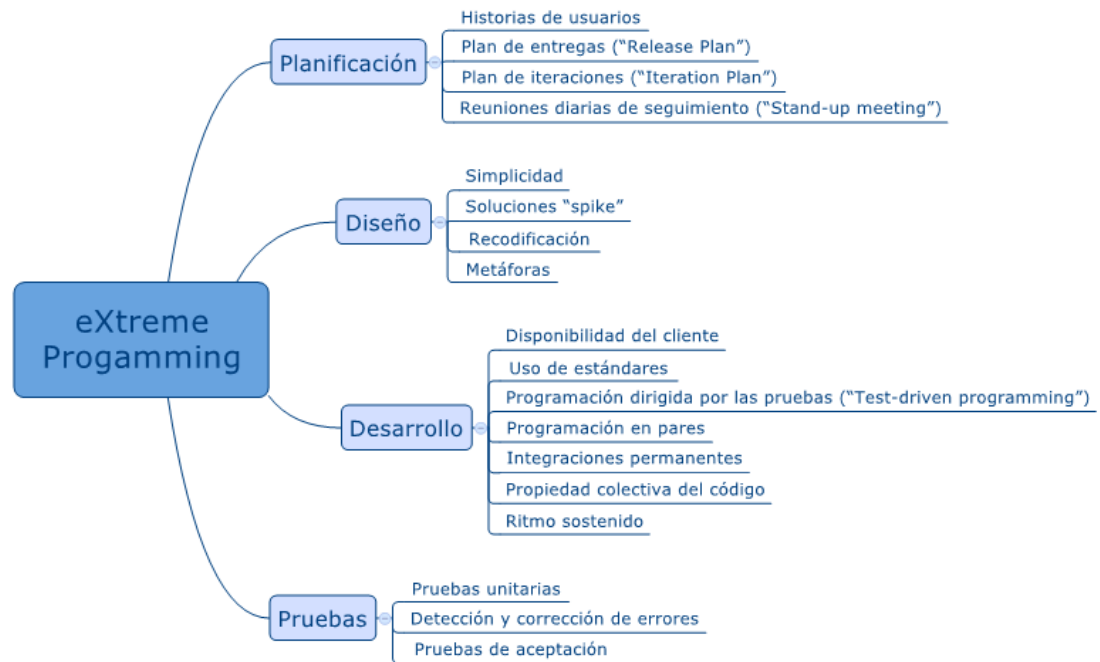 Historias de usuarios
Planificación
Plan de entregas (“Release Plan”)
Plan de iteraciones (“Iteration Plan”)
Reuniones diarias de seguimiento (“Stand-up meeting”)
Simplicidad
Diseño
Soluciones “spike”
Recodificación
Metáforas
eXtreme
Progamming
Disponibilidad del cliente
Uso de estándares
Programación dirigida por las pruebas (“Test-driven programming”)
Desarrollo
Programación en pares
Integraciones permanentes
Propiedad colectiva del código
Ritmo sostenido
Pruebas unitarias
Pruebas
Detección y corrección de errores
Pruebas de aceptación